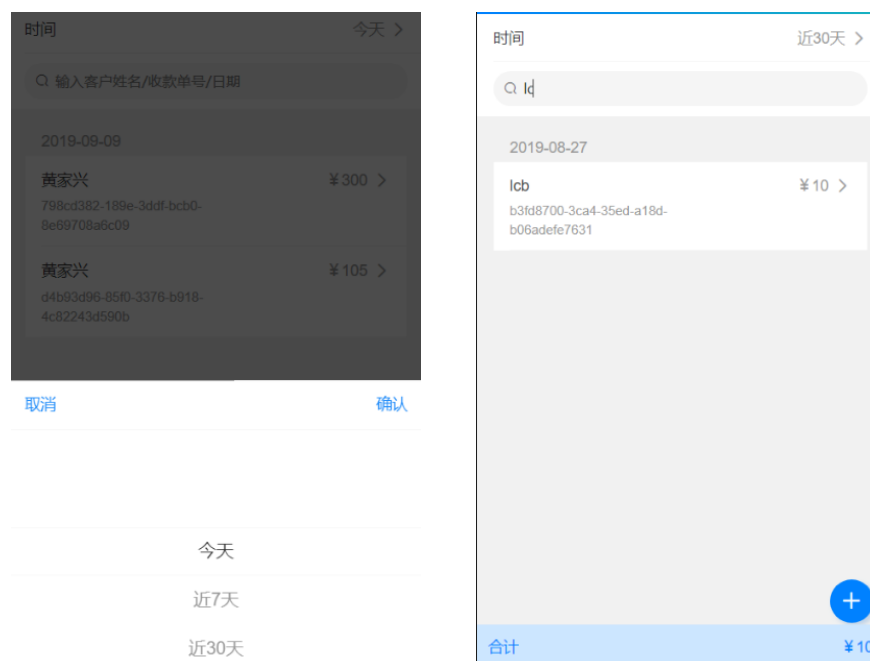 时间
今天
输入客户姓名/收款单号/日期
2019-09-09
黄家兴
¥300
798cd382-189e-3ddf-bcb0-
8e69708a6c09
黄家兴
¥105
d4b93d96-85f0-3376-b918-
4c82243d590b
取消
确认
今天
近7天
近30天
时间
近30天
lc
2019-08-27
lcb
¥10
b3fd8700-3ca4-35ed-a18d-
b06adefe7631
合计
¥10